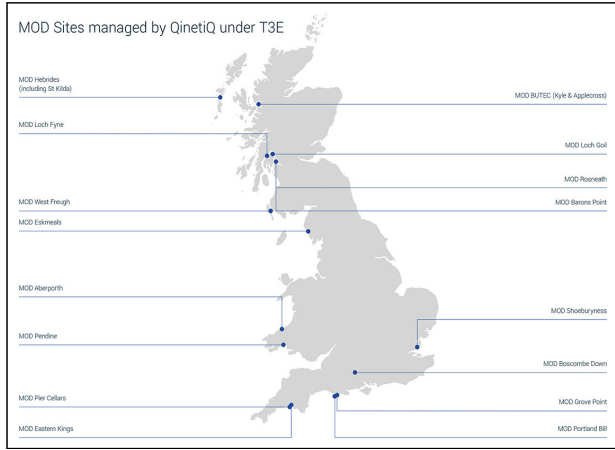 MOD Sites managed by QinetiQ under T3E
MOD Hebrides
(including St Kilda)
MOD Loch Fyne
MOD West Freugh
MOD Eskmeals
MOD Aberporth
MOD Pendine
MOD Pier Cellars
MOD Eastern Kings
MOD BUTEC (Kyle & Applecross)
MOD Loch Goil
MOD Rosneath
MOD Barons Point
MOD Shoeburyness
MOD Boscombe Down
MOD Grove Point
MOD Portland Bill